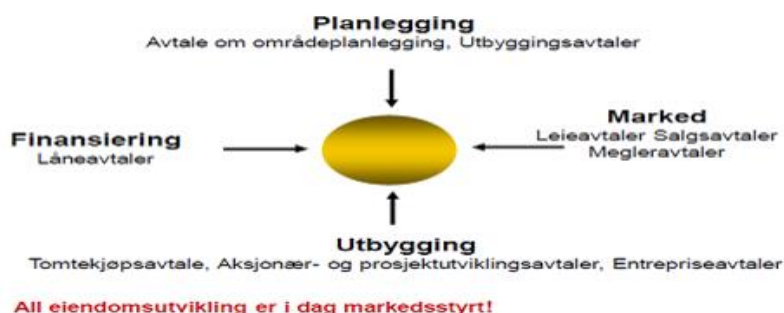 Planlegging
Avtale om områdeplanlegging, Utbyggingsavtaler
Finansiering
Låneavtaler
Marked
Leieavtaler Salgsavtaler
Megleravtaler
Utbygging
Tomtekjøpsavtale, Aksjonær- og prosjektutviklingsavtaler, Entrepriseavtaler
All eiendomsutvikling er i dag markedsstyrt!